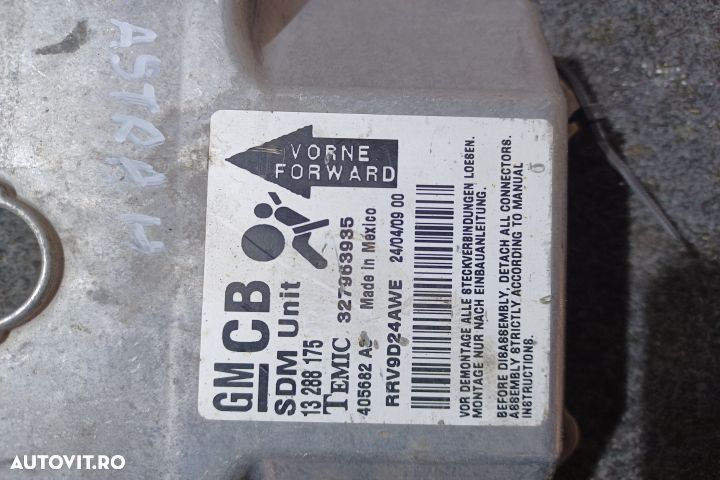 ASTRA H
VORNE
FORWARD
GM CB
SDM Unit
13 288 175
TEMIC 327963935
405682 Made in Mexico
RRV9D24AWE 24/04/09 00
VOR DEMONTAGE ALLE STECKVERBINDUNGEN LOESEN.
MONTAGE NUR NACH EINBAUANLEITUNG.
BEFORE DISASSEMBLY, DETACH ALL CONNECTORS.
ASSEMBLY STRICTLY ACCORDING TO MANUAL
INSTRUCTIONS.
AUTOVIT.RO
STORIAVIT.RO